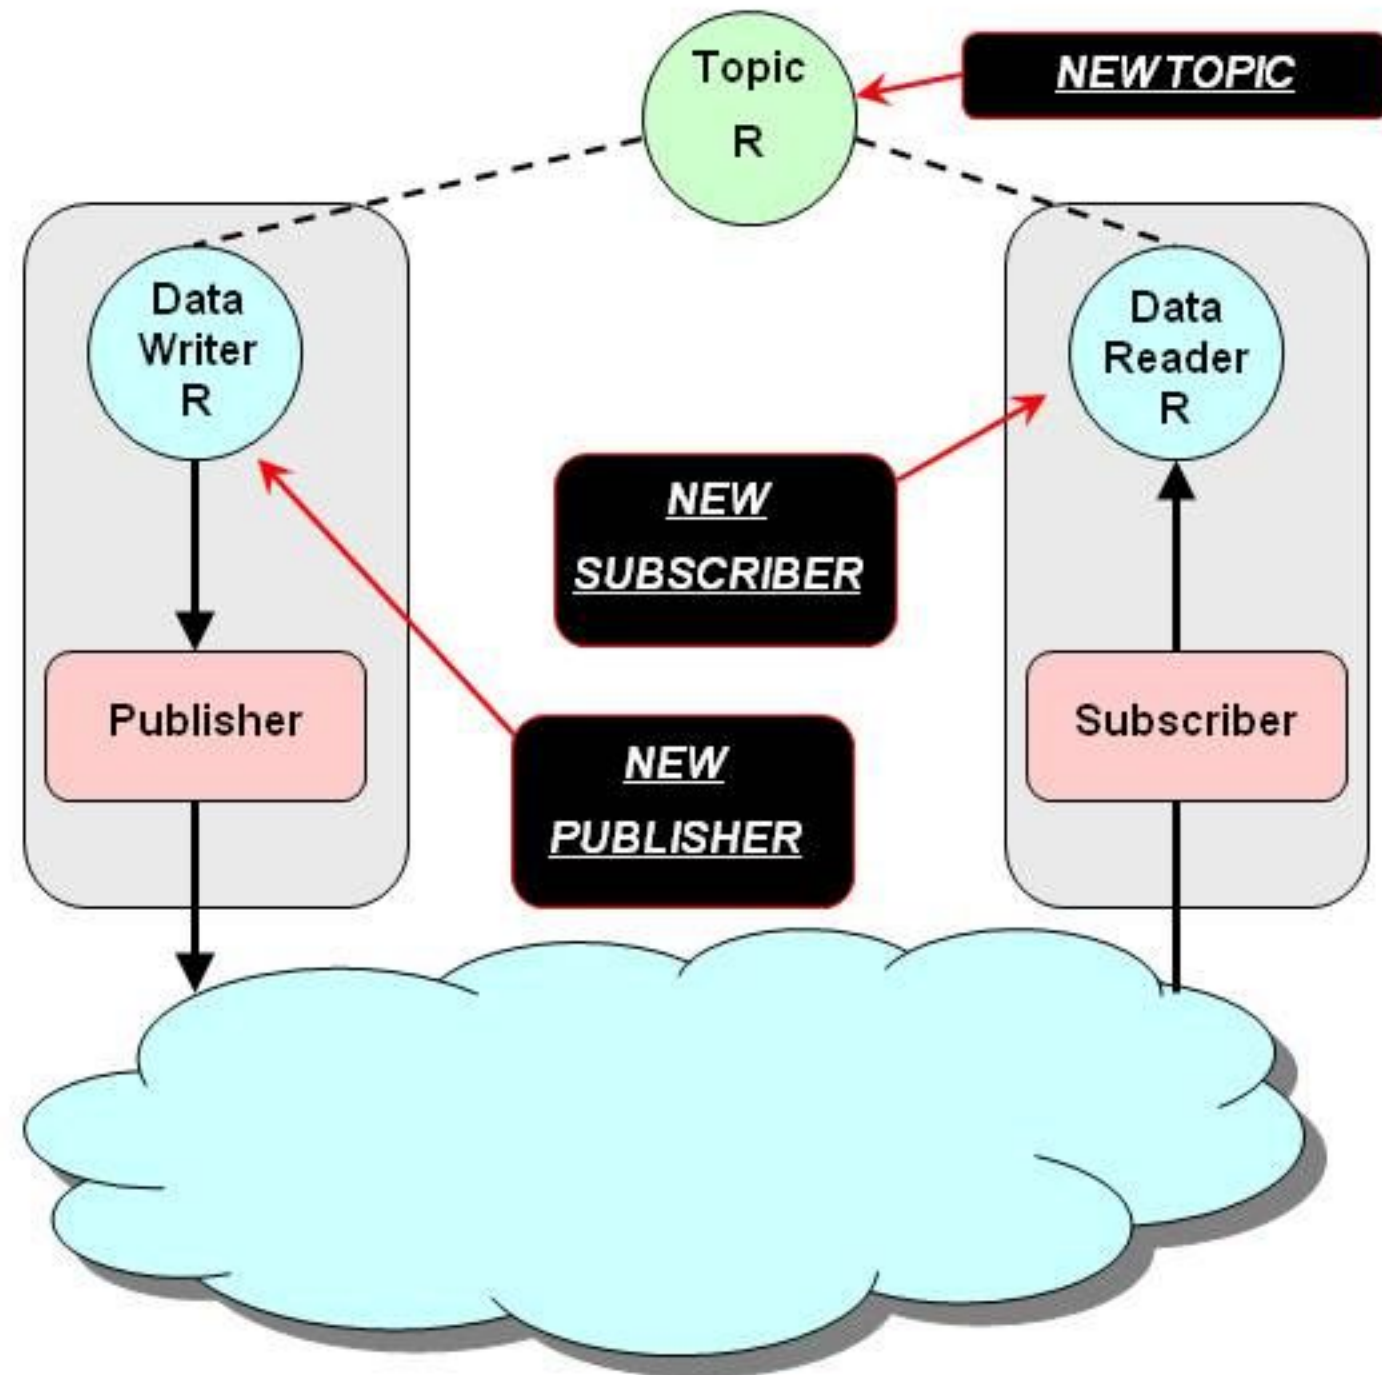 Topic
R
NEW TOPIC
Data
Writer
R
Data
Reader
R
NEW
SUBSCRIBER
Publisher
NEW
PUBLISHER
Subscriber